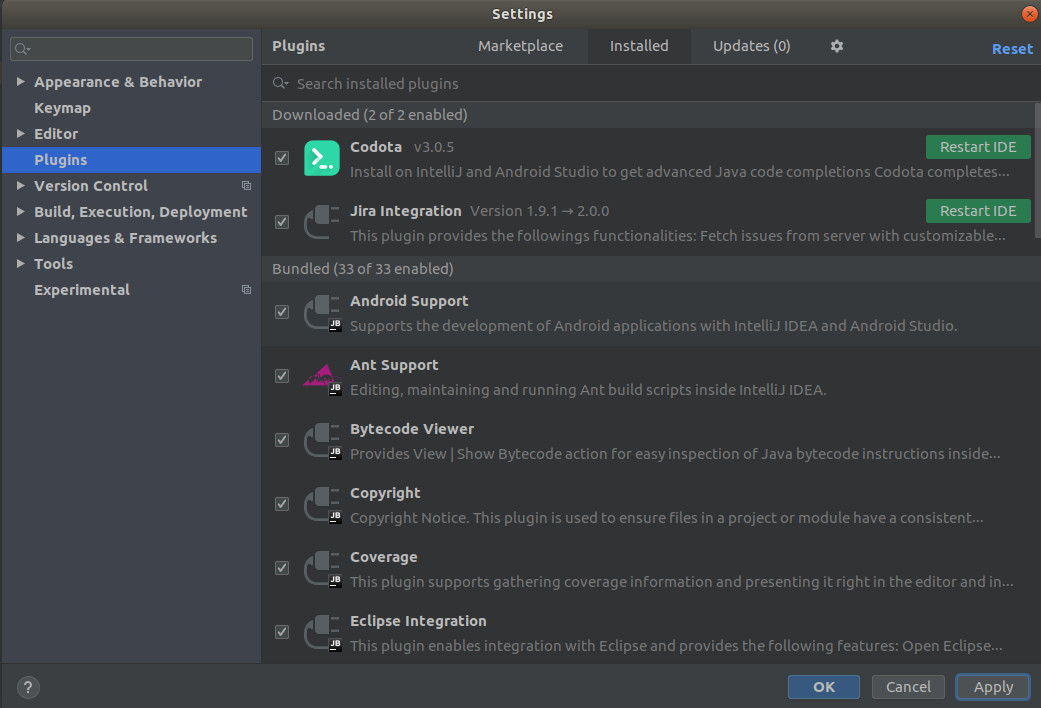 Settings
Plugins Marketplace Installed Updates (0) Reset
Appearance & Behavior
Keymap
Editor
Plugins
Version Control
Build, Execution, Deployment
Languages & Frameworks
Tools
Experimental
Search installed plugins
Downloaded (2 of 2 enabled)
Codota v3.0.5 Restart IDE
Install on IntelliJ and Android Studio to get advanced Java code completions Codota completes...
Jira Integration Version 1.9.1 → 2.0.0 Restart IDE
This plugin provides the followings functionalities: Fetch issues from server with customizable...
Bundled (33 of 33 enabled)
Android Support
JB Supports the development of Android applications with IntelliJ IDEA and Android Studio.
Ant Support
JB Editing, maintaining and running Ant build scripts inside IntelliJ IDEA.
Bytecode Viewer
JB Provides View | Show Bytecode action for easy inspection of Java bytecode instructions inside...
Copyright
JB Copyright Notice. This plugin is used to ensure files in a project or module have a consistent...
Coverage
JB This plugin supports gathering coverage information and presenting it right in the editor and in...
Eclipse Integration
JB This plugin enables integration with Eclipse and provides the following features: Open Eclipse...
? OK Cancel Apply